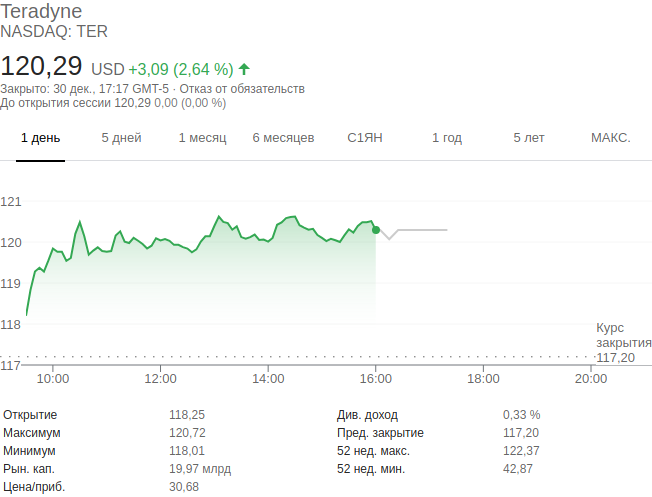 Teradyne
NASDAQ: TER
120,29 USD +3,09 (2,64 %)
Закрыто: 30 дек., 17:17 GMT-5 · Отказ от обязательств
До открытия сессии 120,29 0,00 (0,00 %)
1 день 5 дней 1 месяц 6 месяцев С1ЯН 1 год 5 лет МАКС.
121
120
119
118
Курс
закрытия
117,20
117
10:00 12:00 14:00 16:00 18:00 20:00
Открытие 118,25 Див. доход 0,33 %
Максимум 120,72 Пред. закрытие 117,20
Минимум 118,01 52 нед. макс. 122,37
Рын. кап. 19,97 млрд 52 нед. мин. 42,87
Цена/приб. 30,68